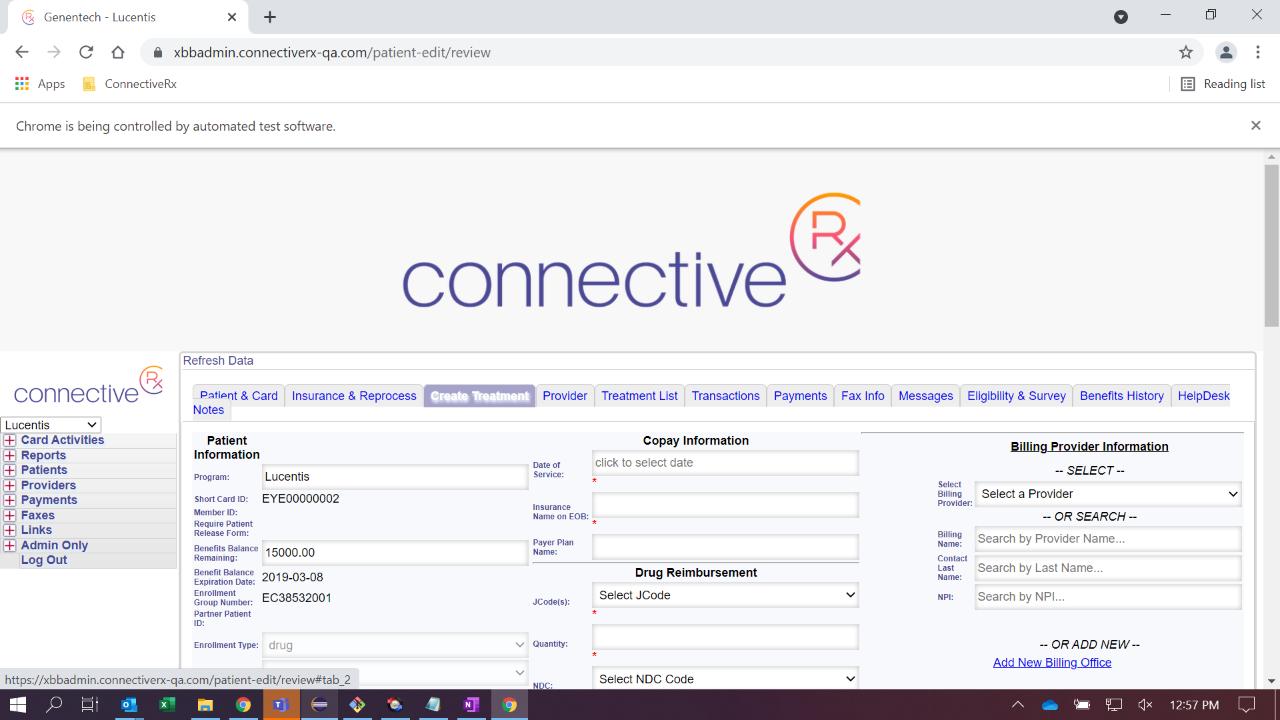 Genentech - Lucentis
xbbadmin.connectiverx-qa.com/patient-edit/review
Apps ConnectiveRx Reading list
Chrome is being controlled by automated test software.
connective Rx
connective Rx
Lucentis
Card Activities
Reports
Patients
Providers
Payments
Faxes
Links
Admin Only
Log Out
Refresh Data
Patient & Card Insurance & Reprocess Create Treatment Provider Treatment List Transactions Payments Fax Info Messages Eligibility & Survey Benefits History HelpDesk
Notes
Patient
Information
Program: Lucentis
Short Card ID: EYE00000002
Member ID:
Require Patient
Release Form:
Benefits Balance
Remaining: 15000.00
Benefit Balance
Expiration Date: 2019-03-08
Enrollment
Group Number: EC38532001
Partner Patient
ID:
Enrollment Type: drug
Copay Information
Date of
Service: click to select date
*
Insurance
Name on EOB:
*
Payer Plan
Name:
Drug Reimbursement
JCode(s): Select JCode
*
Quantity:
*
NDC: Select NDC Code
Billing Provider Information
-- SELECT --
Select
Billing
Provider: Select a Provider
-- OR SEARCH --
Billing
Name: Search by Provider Name...
Contact
Last
Name: Search by Last Name...
NPI: Search by NPI...
-- OR ADD NEW --
Add New Billing Office
https://xbbadmin.connectiverx-qa.com/patient-edit/review#tab_2
12:57 PM